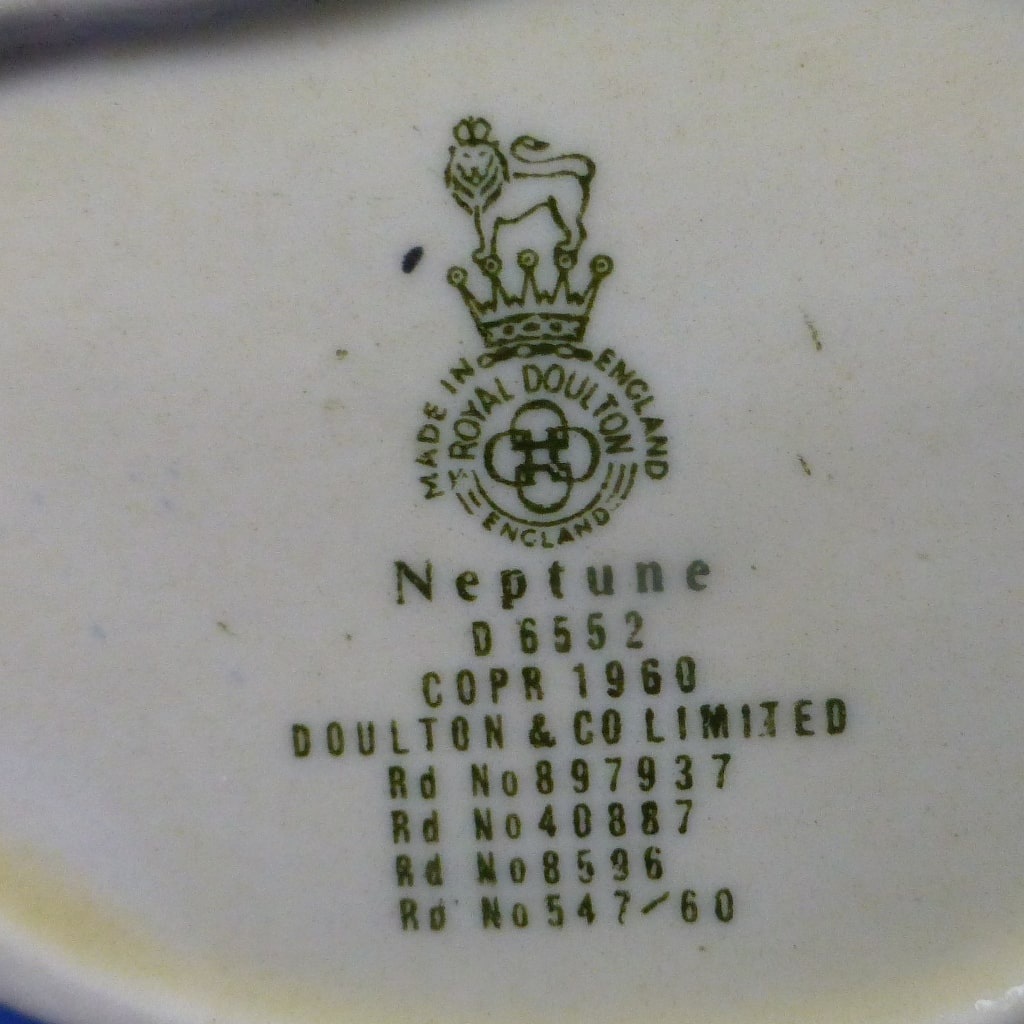 MADE IN ENGLAND
ROYAL DOULTON
ENGLAND
Neptune
D 6552
COPR 1960
DOULTON & CO LIMITED
Rd No 897937
Rd No 40887
Rd No 8596
Rd No 547/60